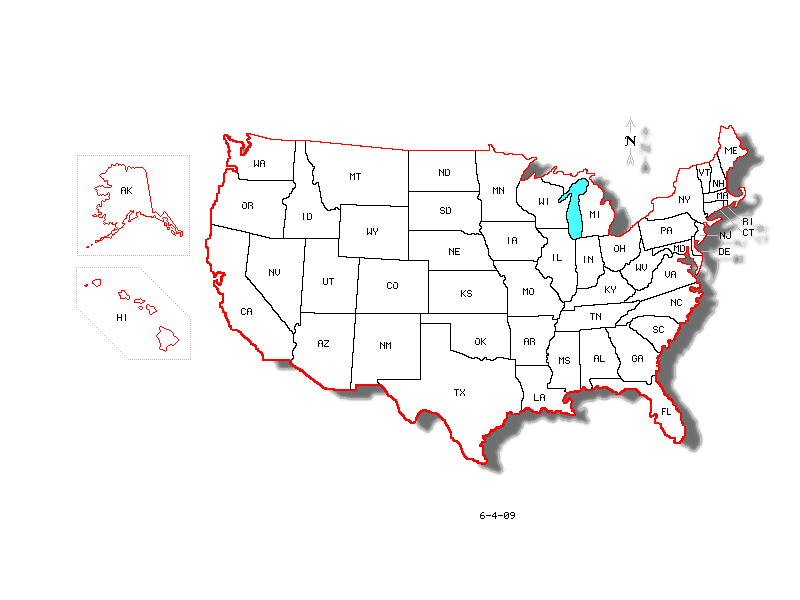 N
ME
WA
VT
NH
MT
ND
MN
MA
AK
OR
ID
SD
WI
MI
NY
RI
CT
WY
NE
IA
PA
NJ
OH
MD
DE
NV
UT
CO
KS
IL
IN
WV
VA
MO
KY
CA
HI
NC
TN
SC
AZ
NM
OK
AR
MS
AL
GA
TX
LA
FL
6-4-09